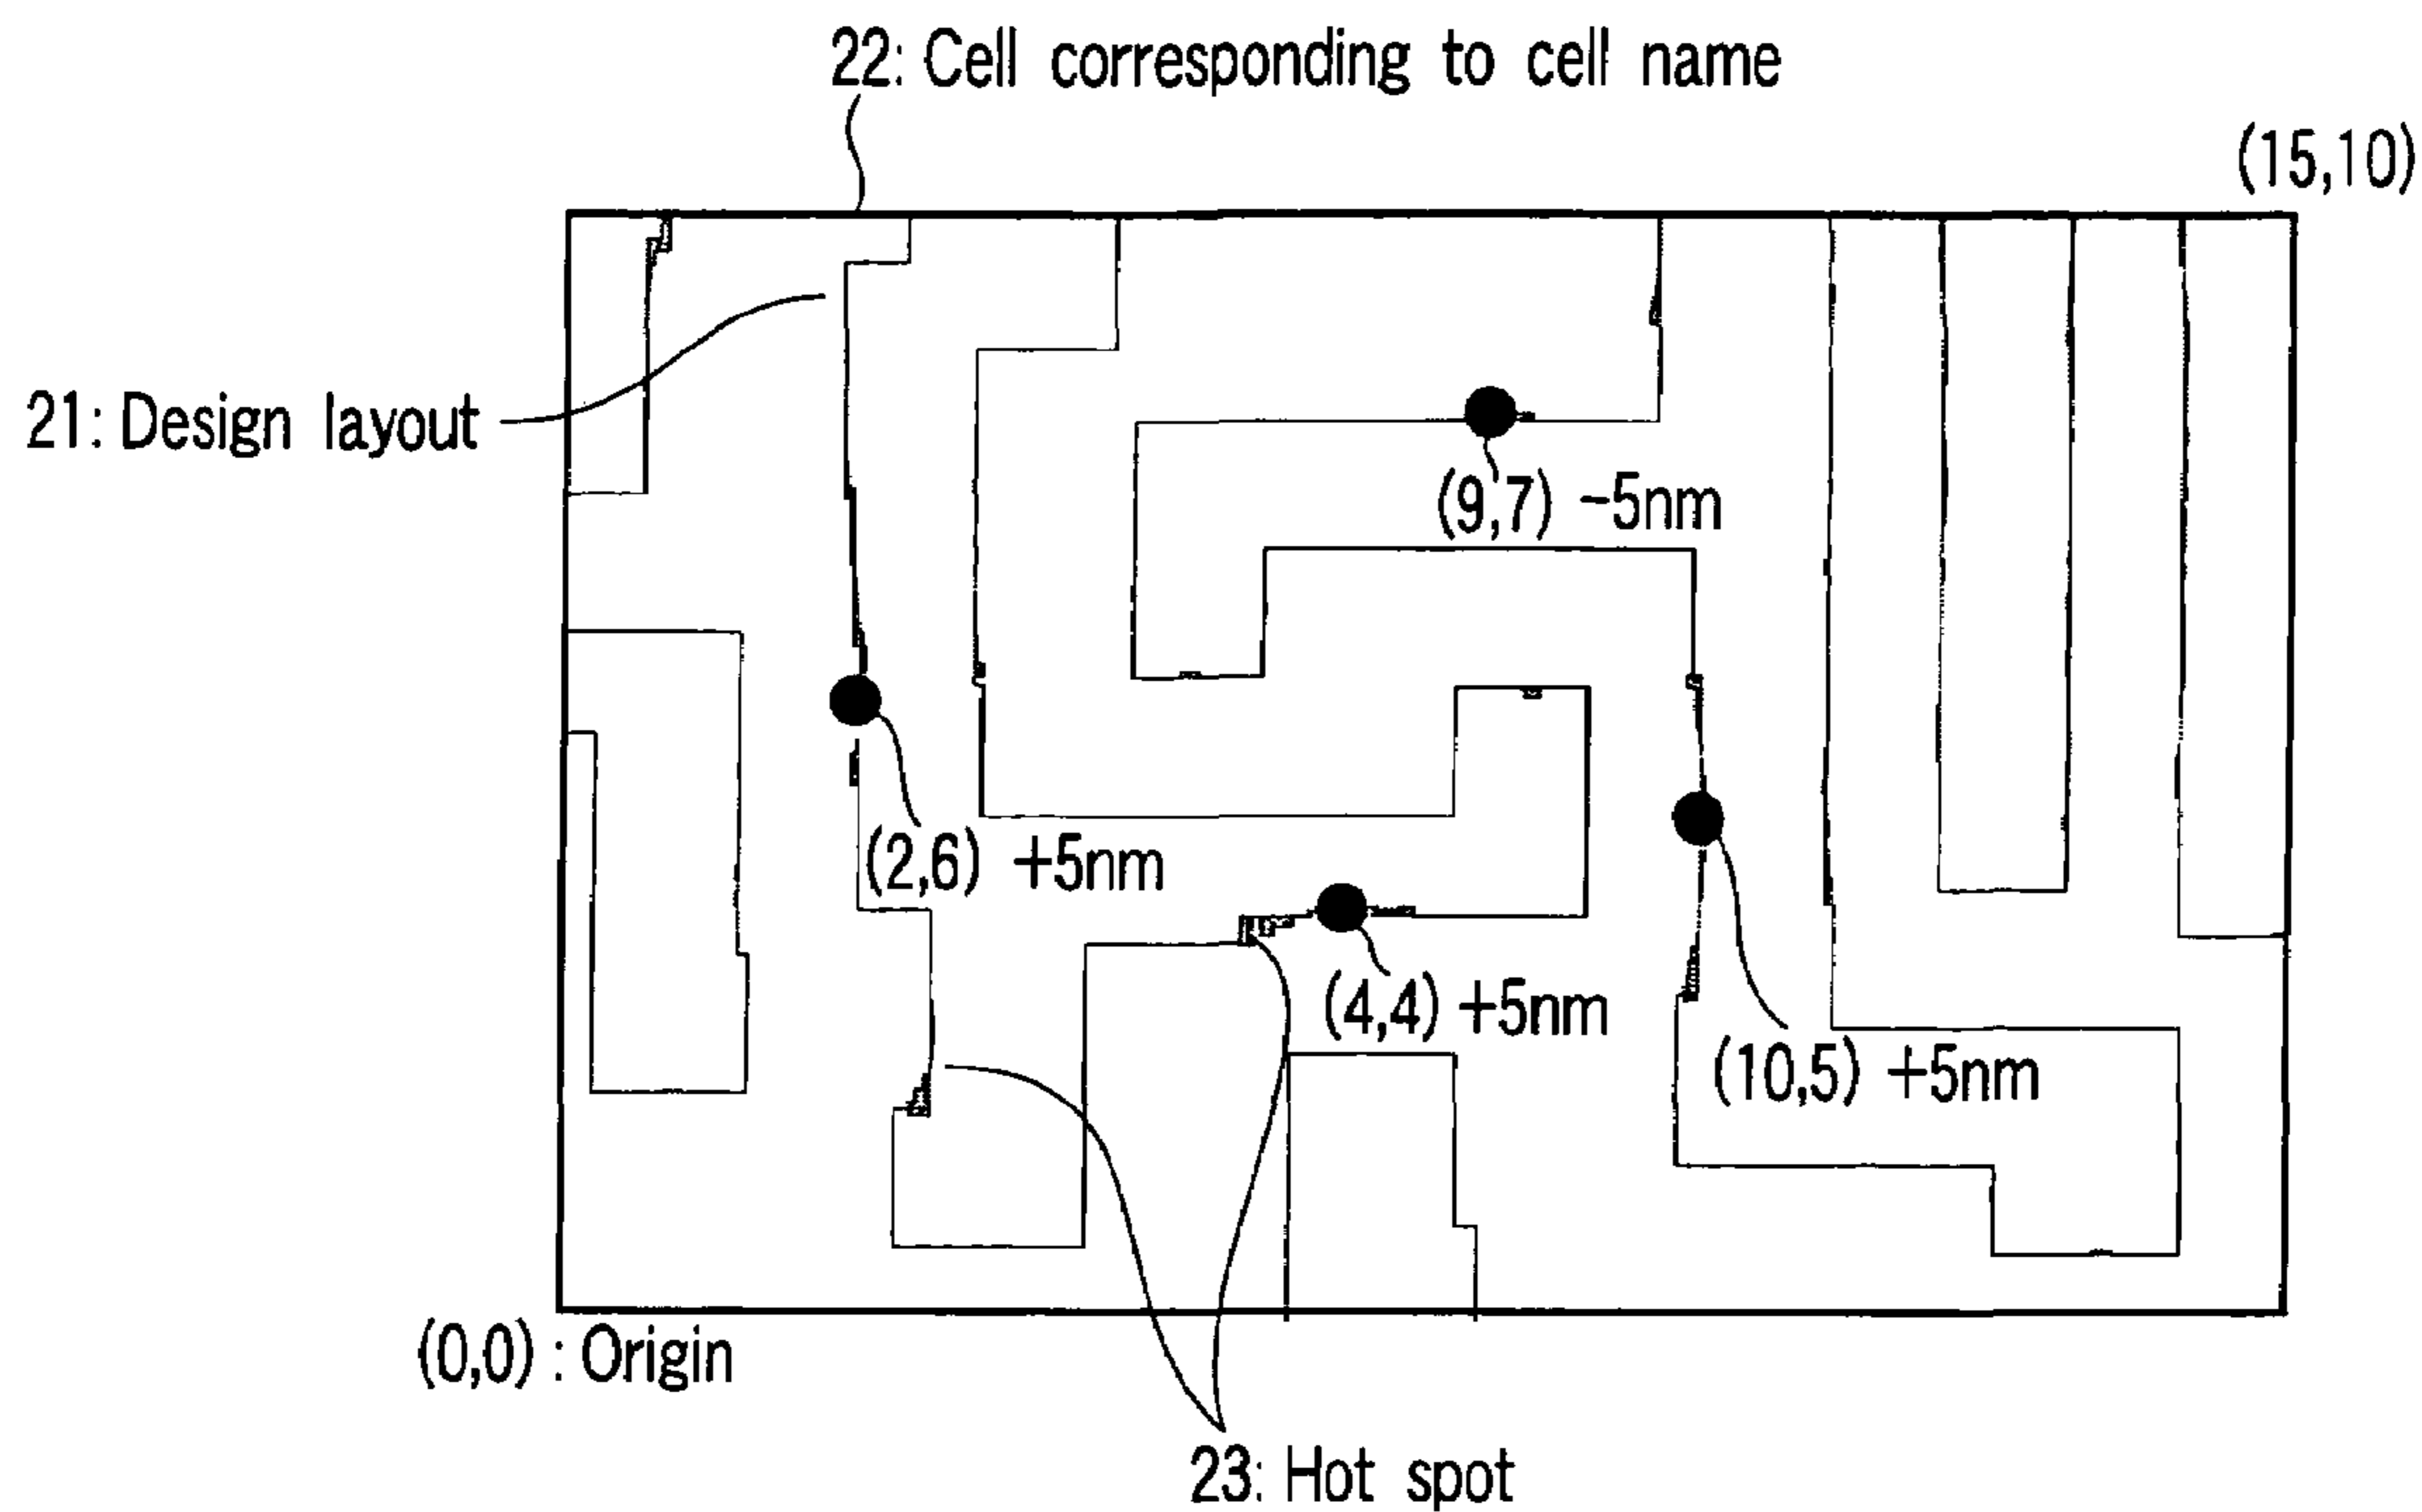 22: Cell corresponding to cell name
(15,10)
21: Design layout
(9,7) -5nm
(2,6) +5nm
(4,4) +5nm
(10,5) +5nm
(0,0) : Origin
23: Hot spot